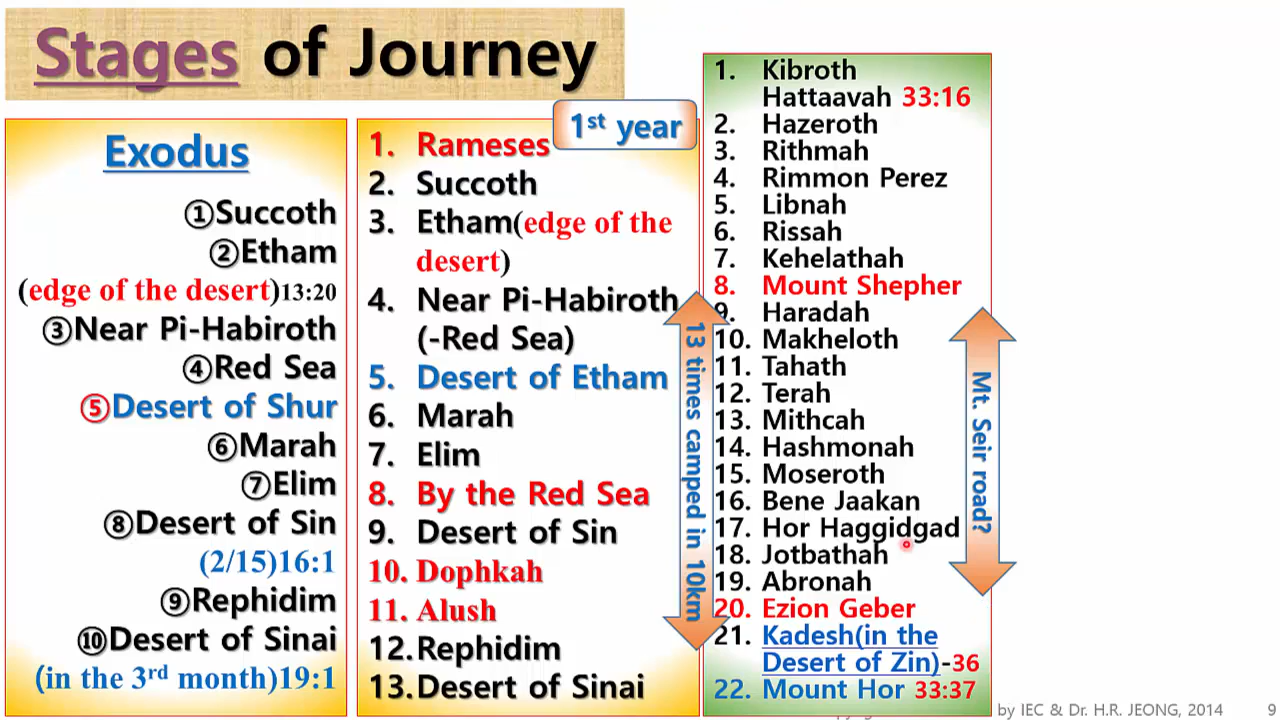 Stages of Journey
Exodus
①Succoth
②Etham
(edge of the desert)13:20
③Near Pi-Habiroth
④Red Sea
⑤Desert of Shur
⑥Marah
⑦Elim
⑧Desert of Sin
(2/15)16:1
⑨Rephidim
⑩Desert of Sinai
(in the 3rd month)19:1
1st year
1. Rameses
2. Succoth
3. Etham(edge of the
desert)
4. Near Pi-Habiroth
(-Red Sea)
5. Desert of Etham
6. Marah
7. Elim
8. By the Red Sea
9. Desert of Sin
10. Dophkah
11. Alush
12. Rephidim
13. Desert of Sinai
13 times camped in 10km
1. Kibroth
Hattaavah 33:16
2. Hazeroth
3. Rithmah
4. Rimmon Perez
5. Libnah
6. Rissah
7. Kehelathah
8. Mount Shepher
9. Haradah
10. Makheloth
11. Tahath
12. Terah
13. Mithcah
14. Hashmonah
15. Moseroth
16. Bene Jaakan
17. Hor Haggidgad
18. Jotbathah
19. Abronah
20. Ezion Geber
21. Kadesh(in the
Desert of Zin)-36
22. Mount Hor 33:37
Mt. Seir road?
by IEC & Dr. H.R. JEONG, 2014
9